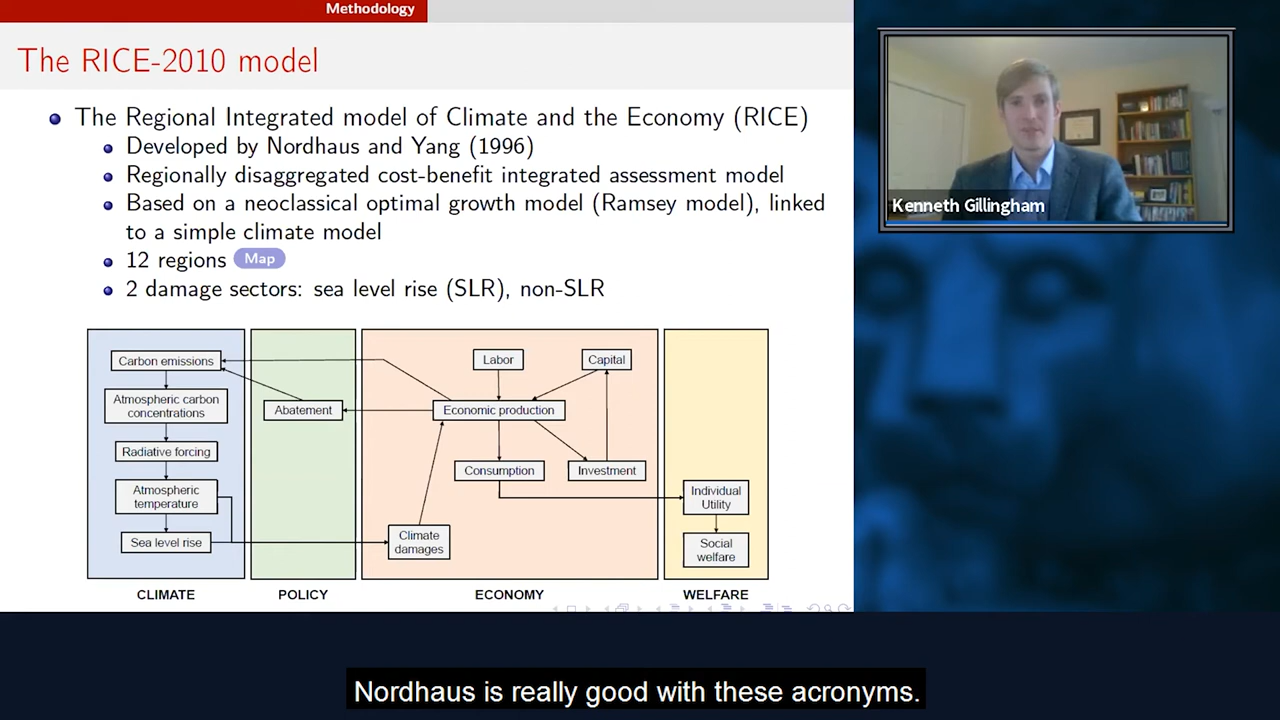 Methodology
The RICE-2010 model
The Regional Integrated model of Climate and the Economy (RICE)
Developed by Nordhaus and Yang (1996)
Regionally disaggregated cost-benefit integrated assessment model
Based on a neoclassical optimal growth model (Ramsey model), linked
to a simple climate model
12 regions Map
2 damage sectors: sea level rise (SLR), non-SLR
Carbon emissions
Atmospheric carbon
concentrations
Radiative forcing
Atmospheric
temperature
Sea level rise
CLIMATE
Abatement
POLICY
Labor
Capital
Economic production
Consumption
Investment
Climate
damages
ECONOMY
Individual
Utility
Social
welfare
WELFARE
Kenneth Gillingham
Nordhaus is really good with these acronyms.